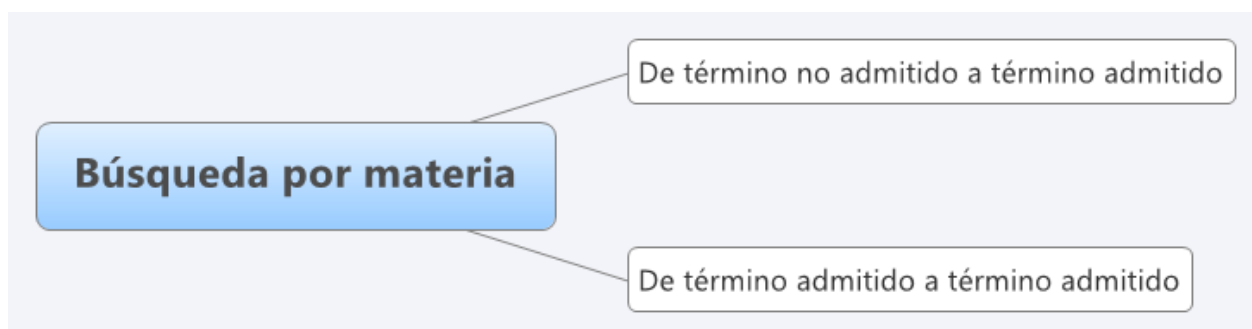 De término no admitido a término admitido
Búsqueda por materia
De término admitido a término admitido